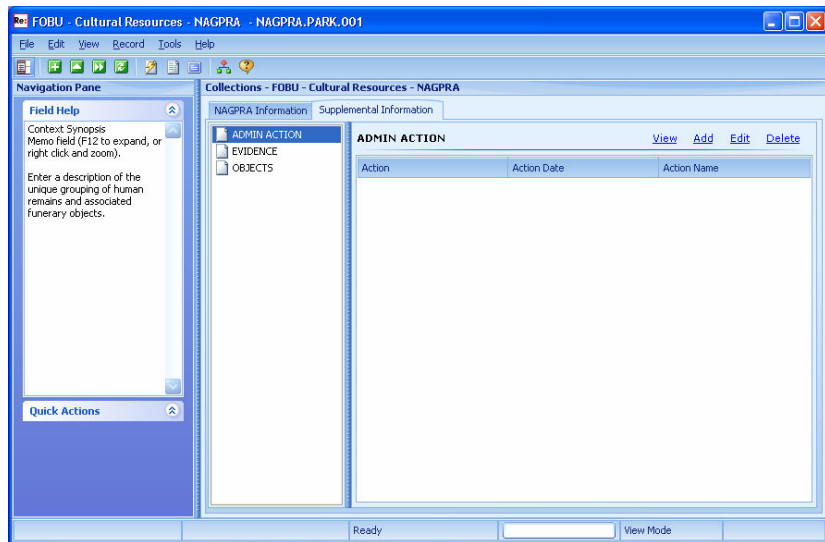 Re: FOBU - Cultural Resources - NAGPRA - NAGPRA.PARK.001
File Edit View Record Tools Help
Navigation Pane
Collections - FOBU - Cultural Resources - NAGPRA
Field Help
NAGPRA Information Supplemental Information
Context Synopsis
Memo field (F12 to expand, or
right click and zoom).
Enter a description of the
unique grouping of human
remains and associated
funerary objects.
ADMIN ACTION
EVIDENCE
OBJECTS
ADMIN ACTION View Add Edit Delete
Action Action Date Action Name
Quick Actions
Ready View Mode